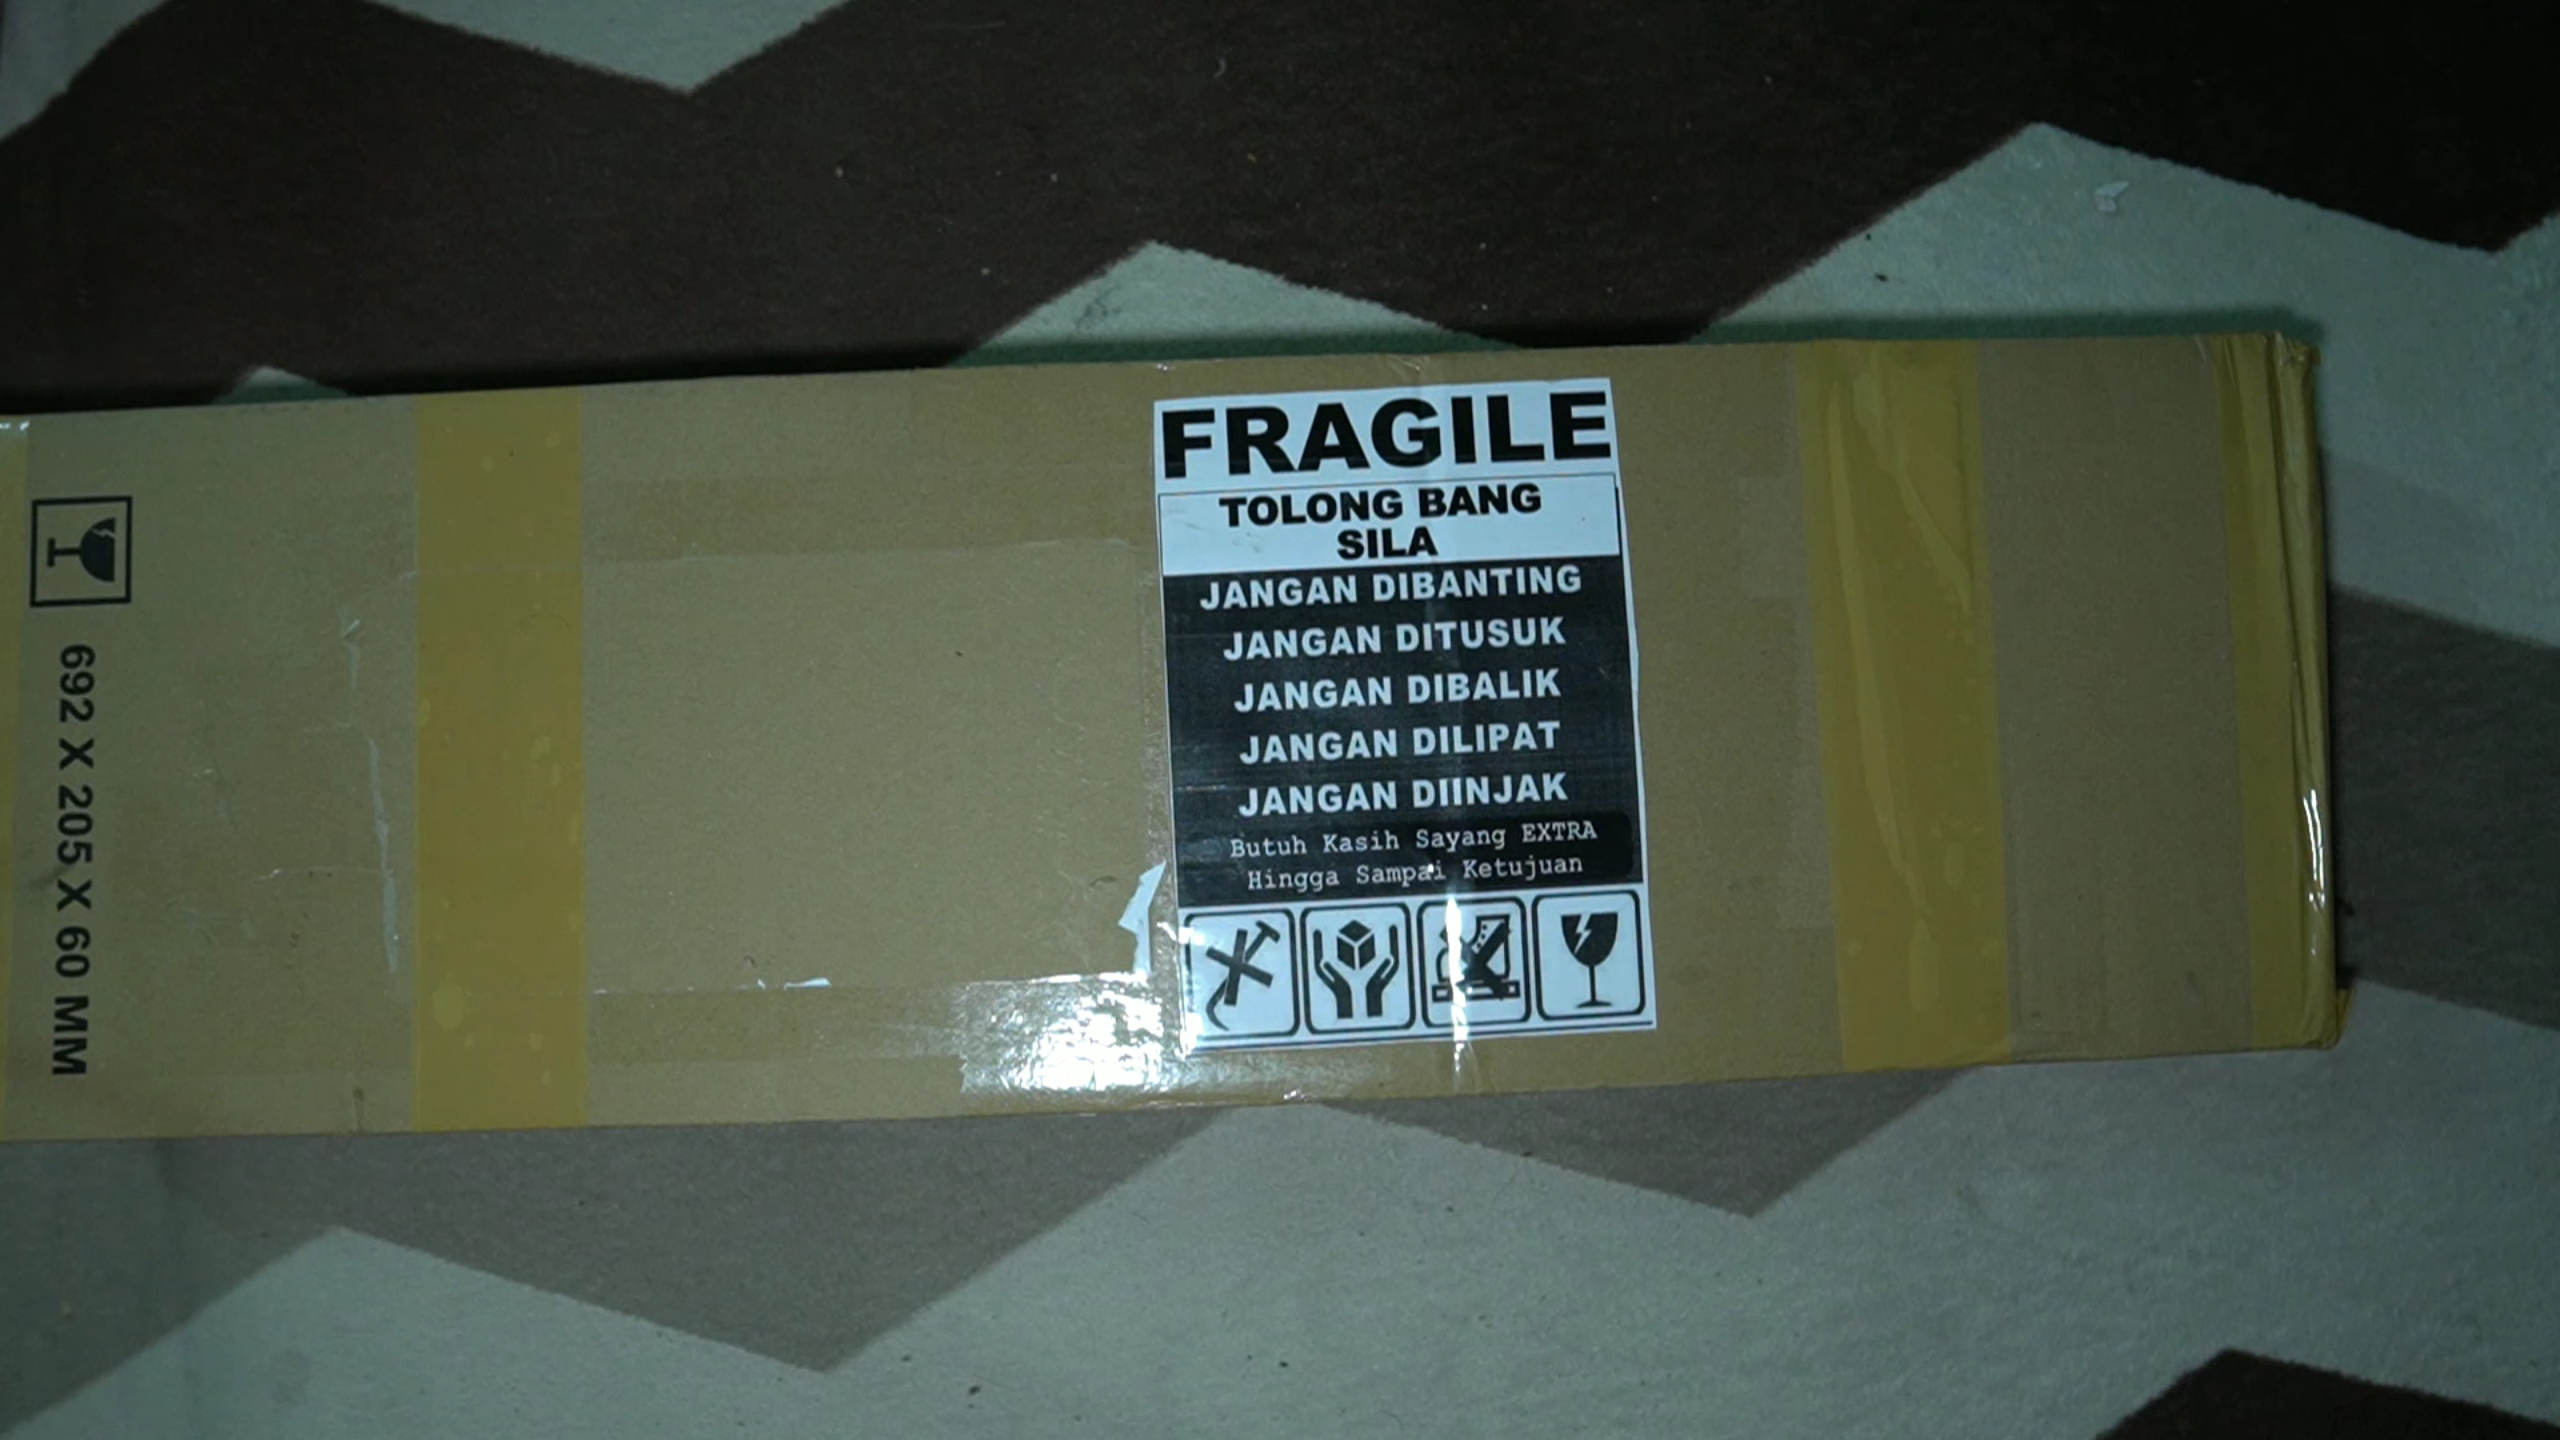 692 X 205 X 60 MM
FRAGILE
TOLONG BANG
SILA
JANGAN DIBANTING
JANGAN DITUSUK
JANGAN DIBALIK
JANGAN DILIPAT
JANGAN DIINJAK
Butuh Kasih Sayang EXTRA
Hingga Sampai Ketujuan